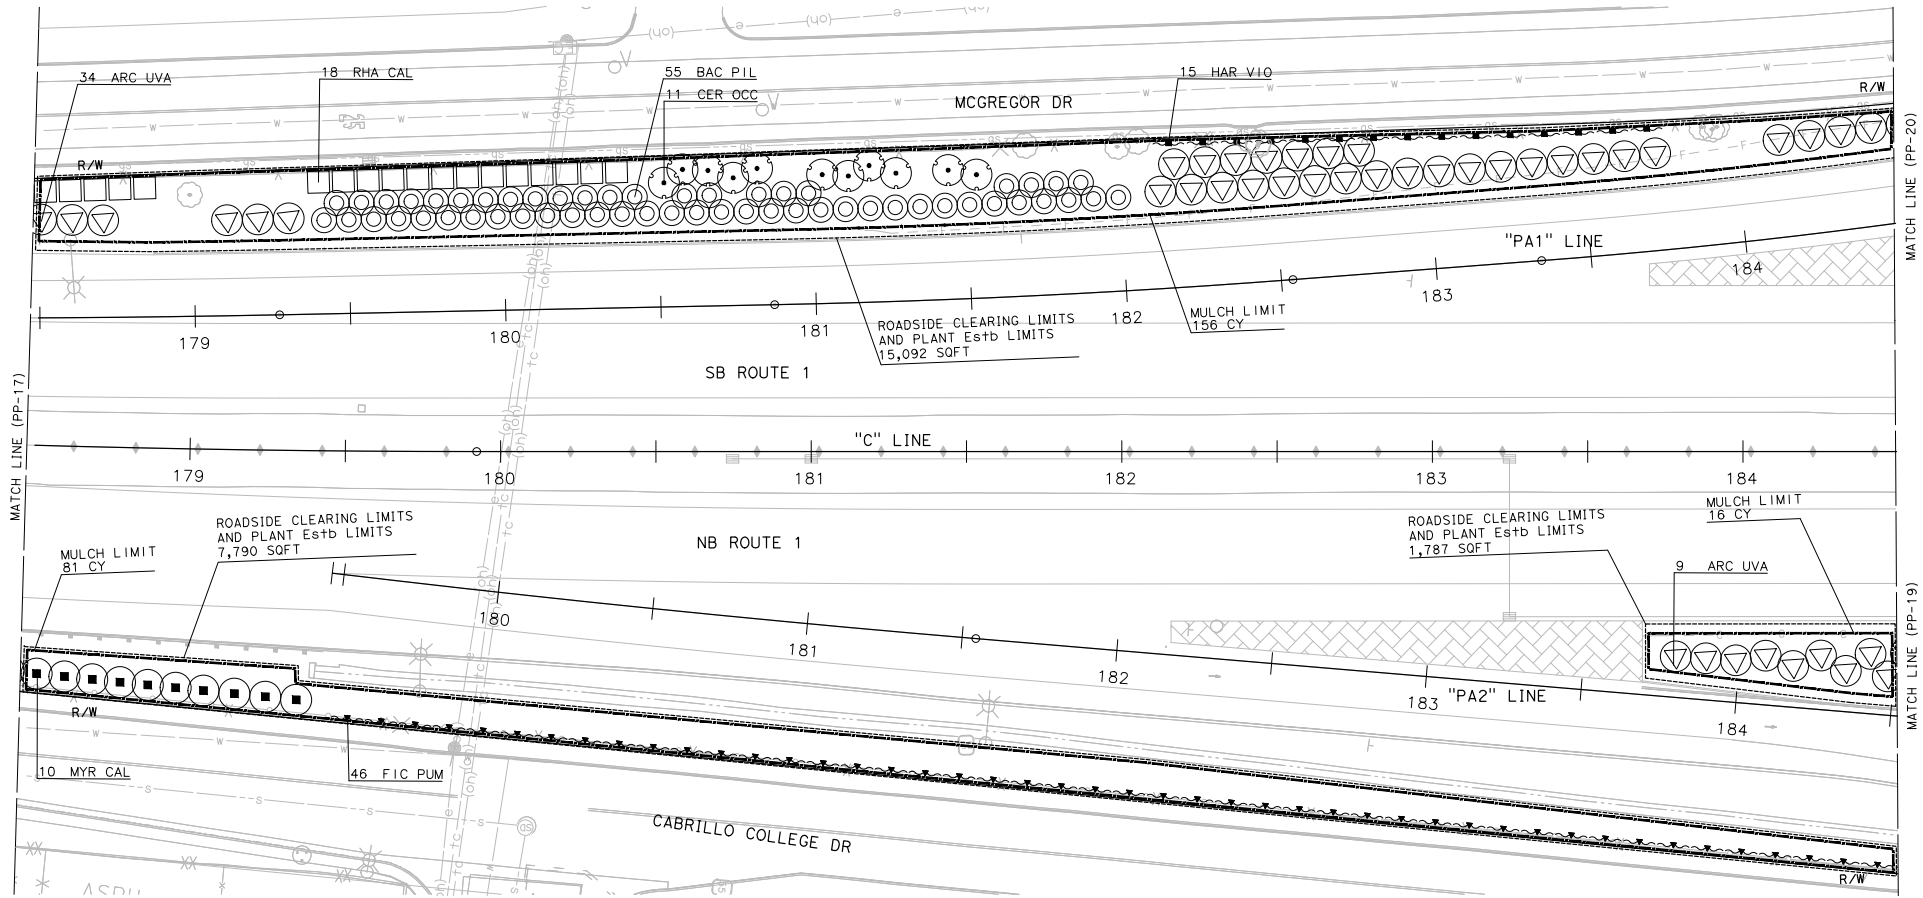 34 ARC UVA
18 RHA CAL
55 BAC PIL
11 CER OCC
15 HAR VIO
MCGREGOR DR
R/W
R/W
MATCH LINE (PP-20)
"PA1" LINE
179
180
181
182
183
184
ROADSIDE CLEARING LIMITS
AND PLANT Estb LIMITS
15,092 SQFT
MULCH LIMIT
156 CY
SB ROUTE 1
MATCH LINE (PP-17)
"C" LINE
179
180
181
182
183
184
NB ROUTE 1
MULCH LIMIT
81 CY
ROADSIDE CLEARING LIMITS
AND PLANT Estb LIMITS
7,790 SQFT
ROADSIDE CLEARING LIMITS
AND PLANT Estb LIMITS
1,787 SQFT
MULCH LIMIT
16 CY
9 ARC UVA
180
181
182
183
"PA2" LINE
184
MATCH LINE (PP-19)
R/W
10 MYR CAL
46 FIC PUM
CABRILLO COLLEGE DR
R/W